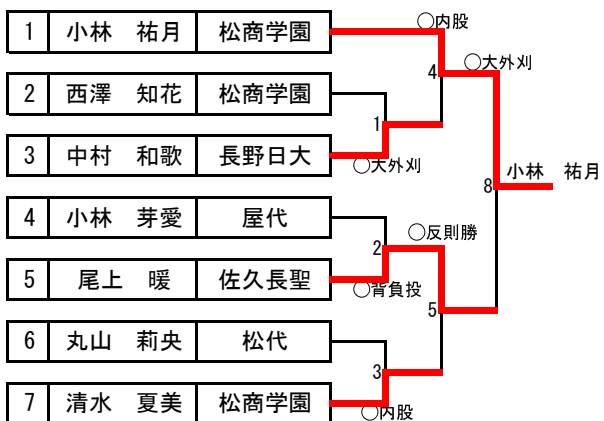 ○内股
1 小林　祐月 松商学園
4 ○大外刈
2 西澤　知花 松商学園
1
3 中村　和歌 長野日大
○大外刈
小林　祐月
8
4 小林　芽愛 屋代
○反則勝
2
5 尾上　暖 佐久長聖
○背負投
5
6 丸山　莉央 松代
3
7 清水　夏美 松商学園
○内股